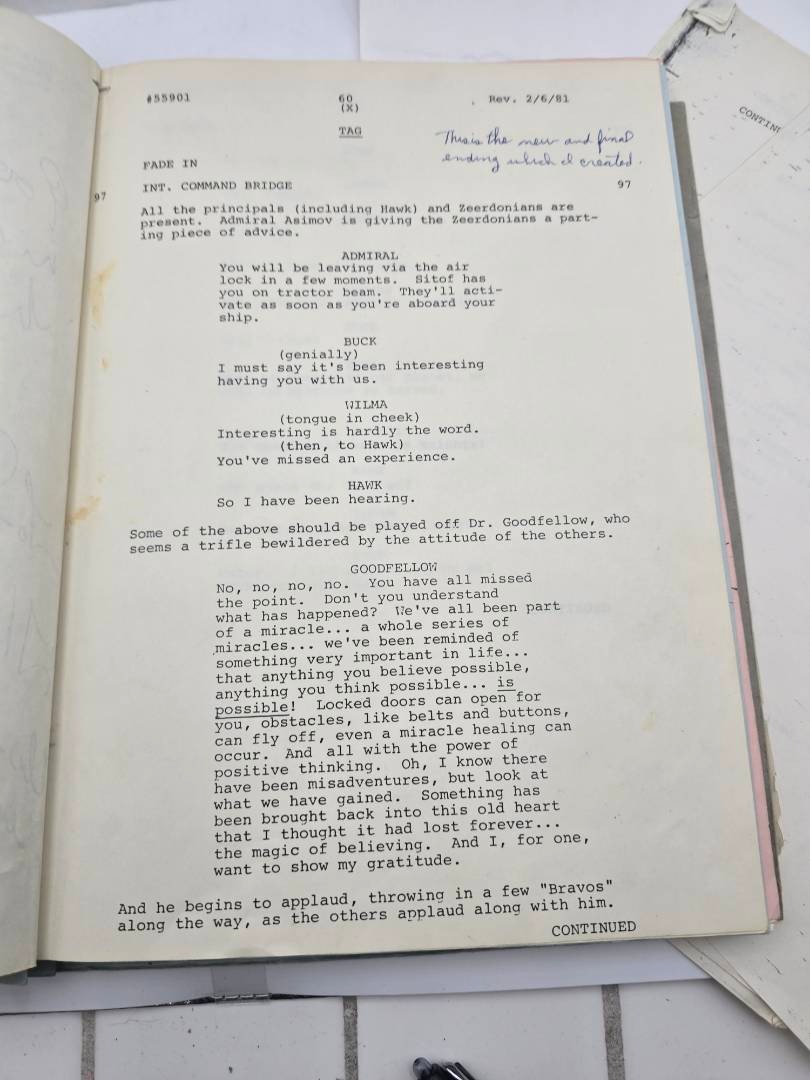 #55901 60 Rev. 2/6/81
(X)
TAG
This is the new and final
ending which I created.
FADE IN
97 INT. COMMAND BRIDGE 97
All the principals (including Hawk) and Zeerdonians are
present. Admiral Asimov is giving the Zeerdonians a part-
ing piece of advice.
ADMIRAL
You will be leaving via the air
lock in a few moments. Sitof has
you on tractor beam. They'll acti-
vate as soon as you're aboard your
ship.
BUCK
(genially)
I must say it's been interesting
having you with us.
WILMA
(tongue in cheek)
Interesting is hardly the word.
(then, to Hawk)
You've missed an experience.
HAWK
So I have been hearing.
Some of the above should be played off Dr. Goodfellow, who
seems a trifle bewildered by the attitude of the others.
GOODFELLOW
No, no, no, no. You have all missed
the point. Don't you understand
what has happened? We've all been part
of a miracle... a whole series of
miracles... we've been reminded of
something very important in life...
that anything you believe possible,
anything you think possible... is
possible! Locked doors can open for
you, obstacles, like belts and buttons,
can fly off, even a miracle healing can
occur. And all with the power of
positive thinking. Oh, I know there
have been misadventures, but look at
what we have gained. Something has
been brought back into this old heart
that I thought it had lost forever...
the magic of believing. And I, for one,
want to show my gratitude.
And he begins to applaud, throwing in a few "Bravos"
along the way, as the others applaud along with him.
CONTINUED